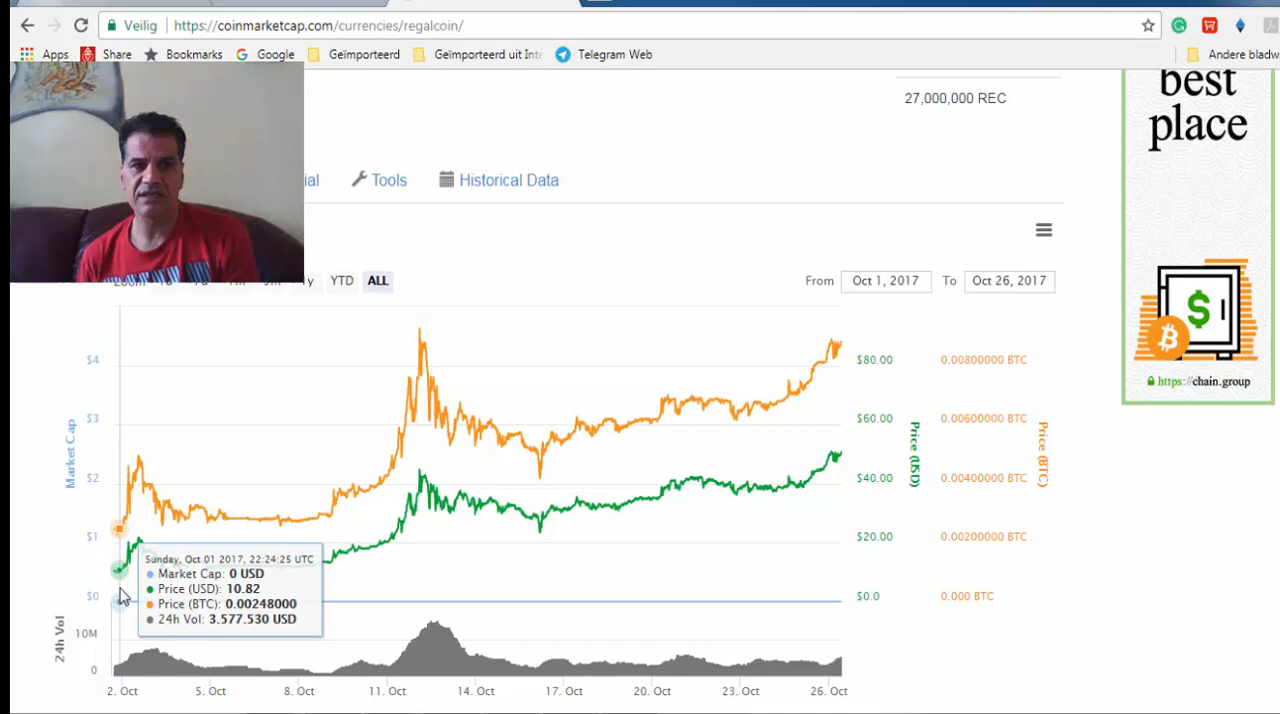 Veilig https://coinmarketcap.com/currencies/regalcoin/
Apps Share Bookmarks Google Geïmporteerd Geïmporteerd uit Int Telegram Web Andere bladw
best
place
27,000,000 REC
ial Tools Historical Data
Zoom 1d 7d 1m 3m 1y YTD ALL From Oct 1, 2017 To Oct 26, 2017
$4 $80.00 0.00800000 BTC
https://chain.group
$3 $60.00 0.00600000 BTC
Market Cap
Price (USD)
Price (BTC)
$2 $40.00 0.00400000 BTC
$1 $20.00 0.00200000 BTC
Sunday, Oct 01 2017, 22:24:25 UTC
Market Cap: 0 USD
Price (USD): 10.82
Price (BTC): 0.00248000
24h Vol: 3.577.530 USD
$0 $0.0 0.000 BTC
24h Vol
10M
0
2. Oct 5. Oct 8. Oct 11. Oct 14. Oct 17. Oct 20. Oct 23. Oct 26. Oct